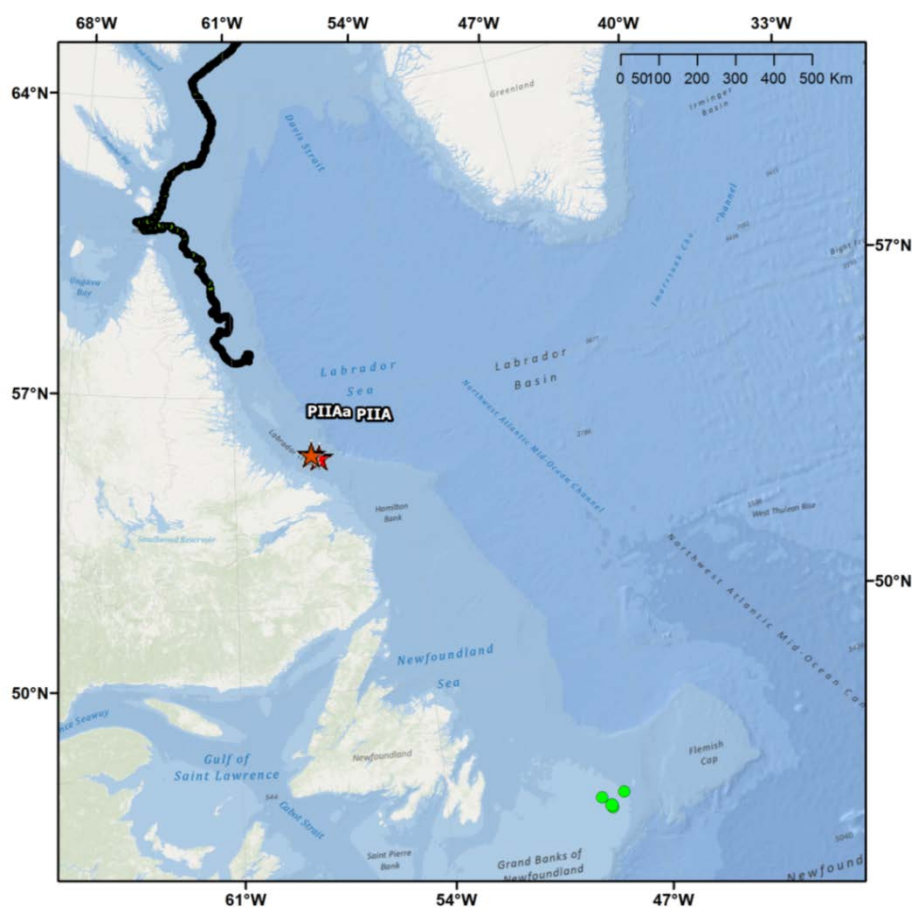 68°W 61°W 54°W 47°W 40°W 33°W
64°N
0 50100 200 300 400 500 Km
Greenland
Irminger
Basin
Davis Strait
57°N
Ungava
Bay
Labrador
Sea
Labrador
Basin
57°N
PIIAa PIIA
Northwest Atlantic Mid-Ocean Channel
Labrador
Hamilton
Bank
West Thulean Rise
Smallwood Reservoir
Northwest Atlantic Mid-Ocean Can
50°N
Newfoundland
Sea
50°N
Gulf of
Saint Lawrence
Newfoundland
Flemish
Cap
Cabot Strait
Saint Pierre
Bank
Grand Banks of
Newfoundland
Newfound
61°W 54°W 47°W